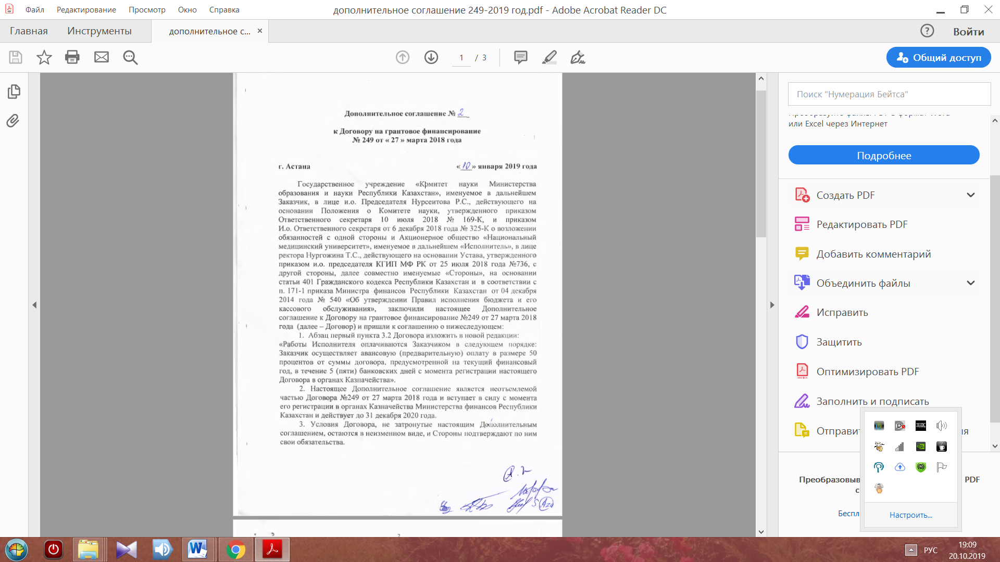 Файл Редактирование Просмотр Окно Справка
дополнительное соглашение 249-2019 год.pdf - Adobe Acrobat Reader DC
Главная Инструменты дополнительное с... × Войти
1 / 3
Общий доступ
Дополнительное соглашение № 2
к Договору на грантовое финансирование
№ 249 от « 27 » марта 2018 года
г. Астана «10» января 2019 года
Государственное учреждение «Комитет науки Министерства
образования и науки Республики Казахстан», именуемое в дальнейшем
Заказчик, в лице и.о. Председателя Нурсеитова Р.С., действующего на
основании Положения о Комитете науки, утвержденного приказом
Ответственного секретаря 10 июля 2018 № 169-К, и приказом
И.о. Ответственного секретаря от 6 декабря 2018 года № 325-К о возложении
обязанностей с одной стороны и Акционерное общество «Национальный
медицинский университет», именуемое в дальнейшем «Исполнитель», в лице
ректора Нургожина Т.С., действующего на основании Устава, утвержденного
приказом и.о. председателя КГИП МФ РК от 25 июля 2018 года №736, с
другой стороны, далее совместно именуемые «Стороны», на основании
статьи 401 Гражданского кодекса Республики Казахстан и в соответствии с
п. 171-1 приказа Министра финансов Республики Казахстан от 04 декабря
2014 года № 540 «Об утверждении Правил исполнения бюджета и его
кассового обслуживания», заключили настоящее Дополнительное
соглашение к Договору на грантовое финансирование №249 от 27 марта 2018
года (далее – Договор) и пришли к соглашению о нижеследующем:
1. Абзац первый пункта 3.2 Договора изложить в новой редакции:
«Работы Исполнителя оплачиваются Заказчиком в следующем порядке:
Заказчик осуществляет авансовую (предварительную) оплату в размере 50
процентов от суммы договора, предусмотренной на текущий финансовый
год, в течение 5 (пяти) банковских дней с момента регистрации настоящего
Договора в органах Казначейства».
2. Настоящее Дополнительное соглашение является неотъемлемой
частью Договора №249 от 27 марта 2018 года и вступает в силу с момента
его регистрации в органах Казначейства Министерства финансов Республики
Казахстан и действует до 31 декабря 2020 года.
3. Условия Договора, не затронутые настоящим Дополнительным
соглашением, остаются в неизменном виде, и Стороны подтверждают по ним
свои обязательства.
Поиск "Нумерация Бейтса"
или Excel через Интернет
Подробнее
Создать PDF
Редактировать PDF
Добавить комментарий
Объединить файлы
Исправить
Защитить
Оптимизировать PDF
Заполнить и подписать
Отправит
Преобразовыв PDF
с
Беспл
Настроить...
РУС
19:09
20.10.2019